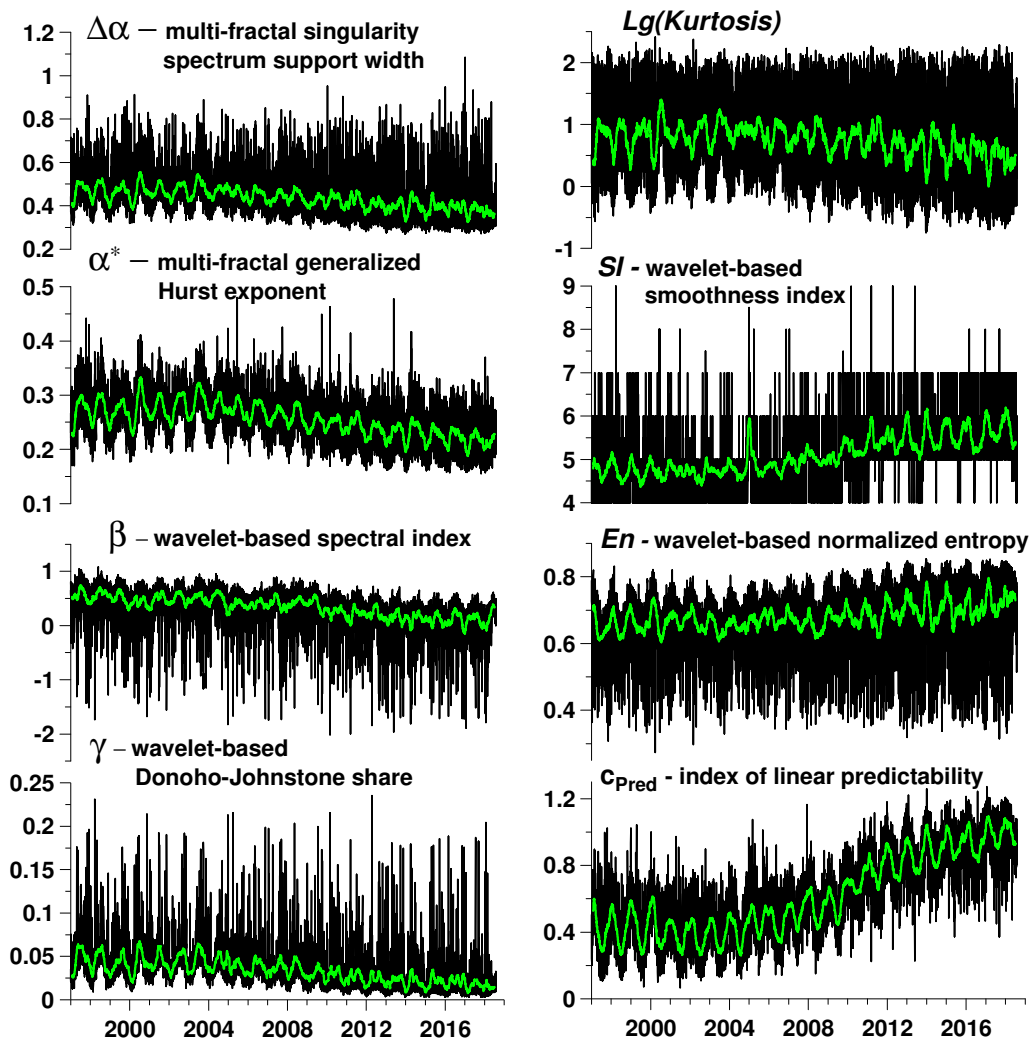 Δα – multi-fractal singularity
spectrum support width
1.2
1
0.8
0.6
0.4
0.2
Lg(Kurtosis)
2
1
0
-1
α* – multi-fractal generalized
Hurst exponent
0.5
0.4
0.3
0.2
0.1
SI - wavelet-based
smoothness index
9
8
7
6
5
4
β – wavelet-based spectral index
1
0
-1
-2
En - wavelet-based normalized entropy
0.8
0.6
0.4
γ – wavelet-based
Donoho-Johnstone share
0.25
0.2
0.15
0.1
0.05
0
2000 2004 2008 2012 2016
cPred - index of linear predictability
1.2
0.8
0.4
0
2000 2004 2008 2012 2016